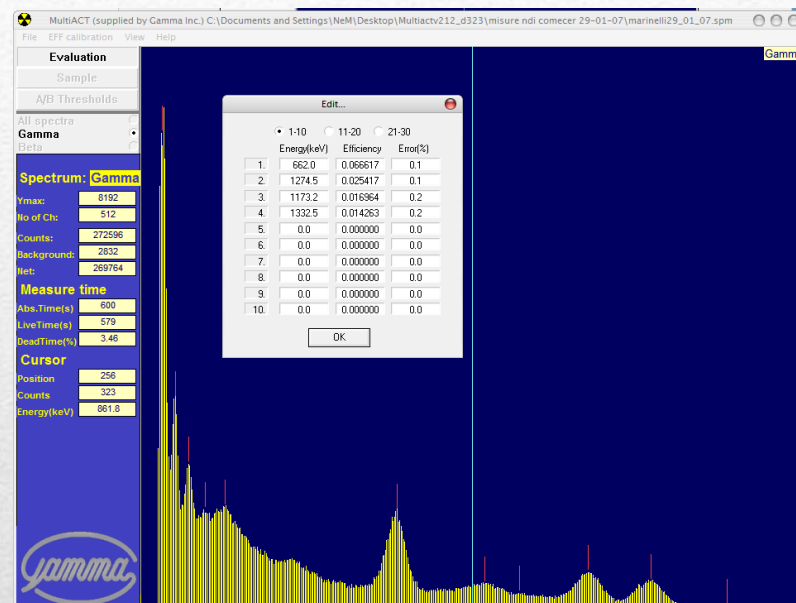 MultiACT (supplied by Gamma Inc.) C:\Documents and Settings\NeM\Desktop\Multiactv212_d323\misure ndi comecer 29-01-07\marinelli29_01_07.spm
File EFF calibration View Help
Evaluation
Sample
A/B Thresholds
All spectra
Gamma
Beta
Spectrum: Gamma
Ymax: 8192
No of Ch: 512
Counts: 272596
Background: 2832
Net: 269764
Measure time
Abs.Time(s) 600
LiveTime(s) 579
DeadTime(%) 3.46
Cursor
Position 256
Counts 323
Energy(keV) 861.8
gamma
Gamm
Edit...
1-10 11-20 21-30
Energy(keV) Efficiency Error(%)
1. 662.0 0.066617 0.1
2. 1274.5 0.025417 0.1
3. 1173.2 0.016964 0.2
4. 1332.5 0.014263 0.2
5. 0.0 0.000000 0.0
6. 0.0 0.000000 0.0
7. 0.0 0.000000 0.0
8. 0.0 0.000000 0.0
9. 0.0 0.000000 0.0
10. 0.0 0.000000 0.0
OK